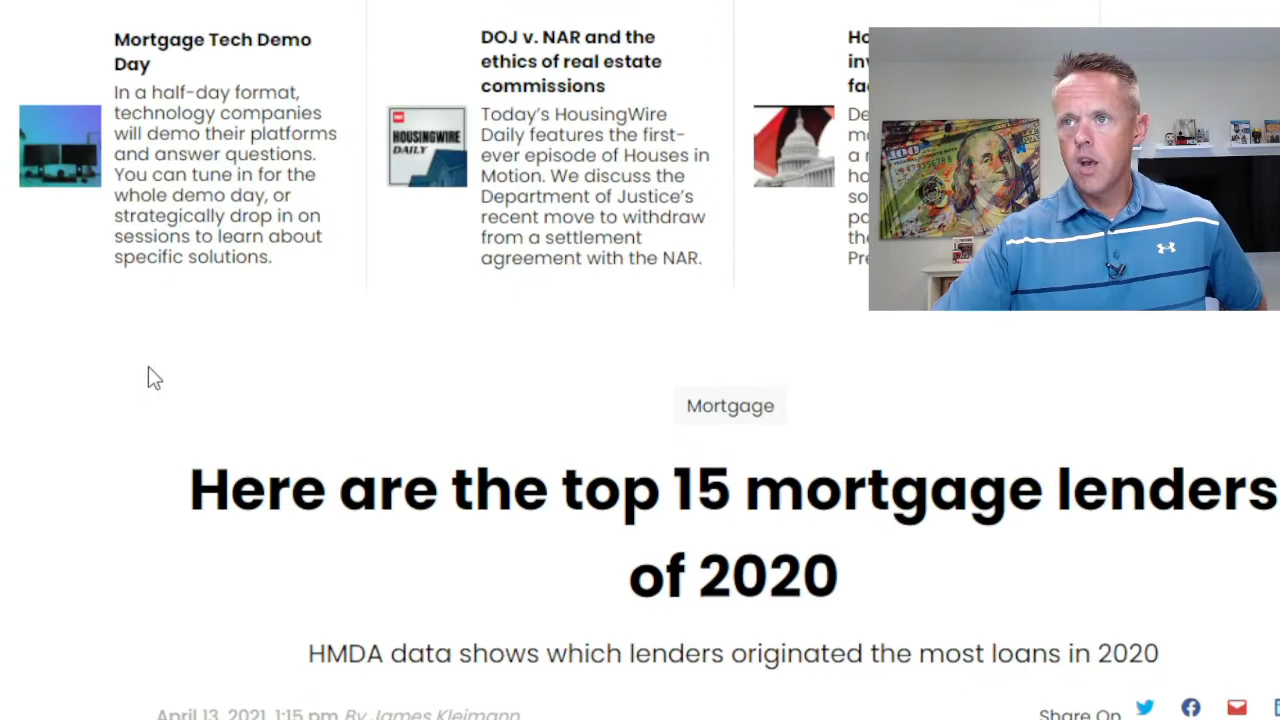 Mortgage Tech Demo
Day
In a half-day format,
technology companies
will demo their platforms
and answer questions.
You can tune in for the
whole demo day, or
strategically drop in on
sessions to learn about
specific solutions.
HOUSINGWIRE
DAILY
DOJ v. NAR and the
ethics of real estate
commissions
Today’s HousingWire
Daily features the first-
ever episode of Houses in
Motion. We discuss the
Department of Justice’s
recent move to withdraw
from a settlement
agreement with the NAR.
100
Mortgage
Here are the top 15 mortgage lenders
of 2020
HMDA data shows which lenders originated the most loans in 2020
April 13, 2021, 1:15 pm By James Kleimann
Share On